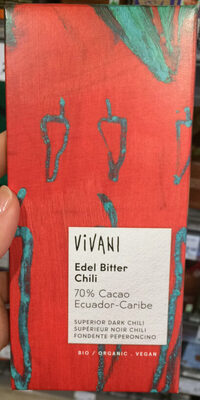 ViVANI
Edel Bitter
Chili
70% Cacao
Ecuador-Caribe
SUPERIOR DARK CHILI
SUPÉRIEUR NOIR CHILI
FONDENTE PEPERONCINO
BIO / ORGANIC . VEGAN